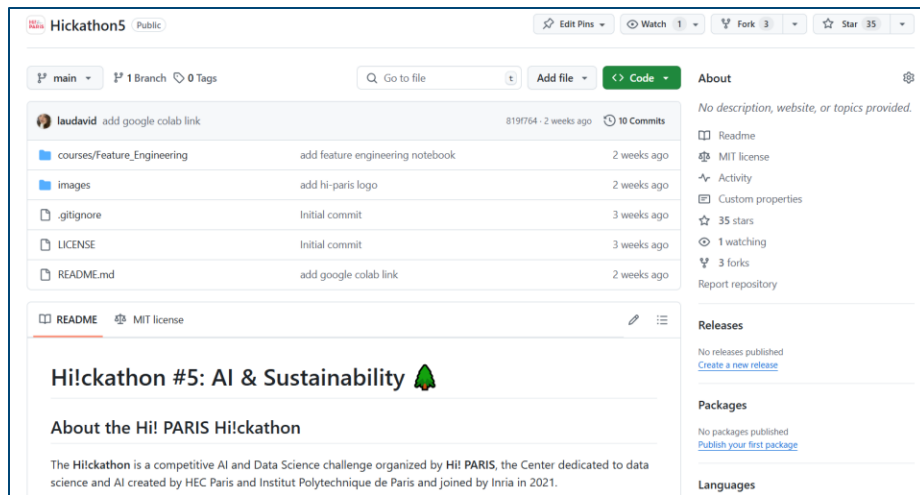 Hi! PARIS Hickathon5 Public Edit Pins Watch 1 Fork 3 Star 35
main 1 Branch 0 Tags Go to file t Add file Code
laudavid add google colab link 819f764 · 2 weeks ago 10 Commits
courses/Feature_Engineering add feature engineering notebook 2 weeks ago
images add hi-paris logo 2 weeks ago
.gitignore Initial commit 3 weeks ago
LICENSE Initial commit 3 weeks ago
README.md add google colab link 2 weeks ago
README MIT license
Hi!ckathon #5: AI & Sustainability
About the Hi! PARIS Hi!ckathon
The Hi!ckathon is a competitive AI and Data Science challenge organized by Hi! PARIS, the Center dedicated to data
science and AI created by HEC Paris and Institut Polytechnique de Paris and joined by Inria in 2021.
About
No description, website, or topics provided.
Readme
MIT license
Activity
Custom properties
35 stars
1 watching
3 forks
Report repository
Releases
No releases published
Create a new release
Packages
No packages published
Publish your first package
Languages